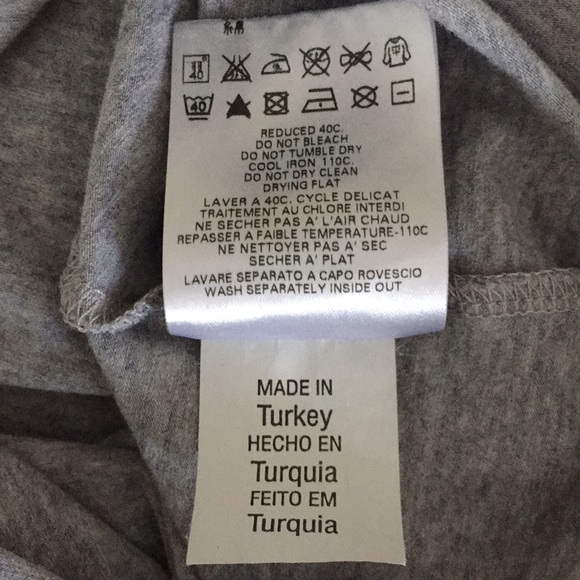 40°
40
REDUCED 40C.
DO NOT BLEACH
DO NOT TUMBLE DRY
COOL IRON 110C.
DO NOT DRY CLEAN
DRYING FLAT
LAVER A 40C. CYCLE DELICAT
TRAITEMENT AU CHLORE INTERDI
NE SECHER PAS A' L'AIR CHAUD
REPASSER A FAIBLE TEMPERATURE-110C
NE NETTOYER PAS A' SEC
SECHER A' PLAT
LAVARE SEPARATO A CAPO ROVESCIO
WASH SEPARATELY INSIDE OUT
MADE IN
Turkey
HECHO EN
Turquia
FEITO EM
Turquia